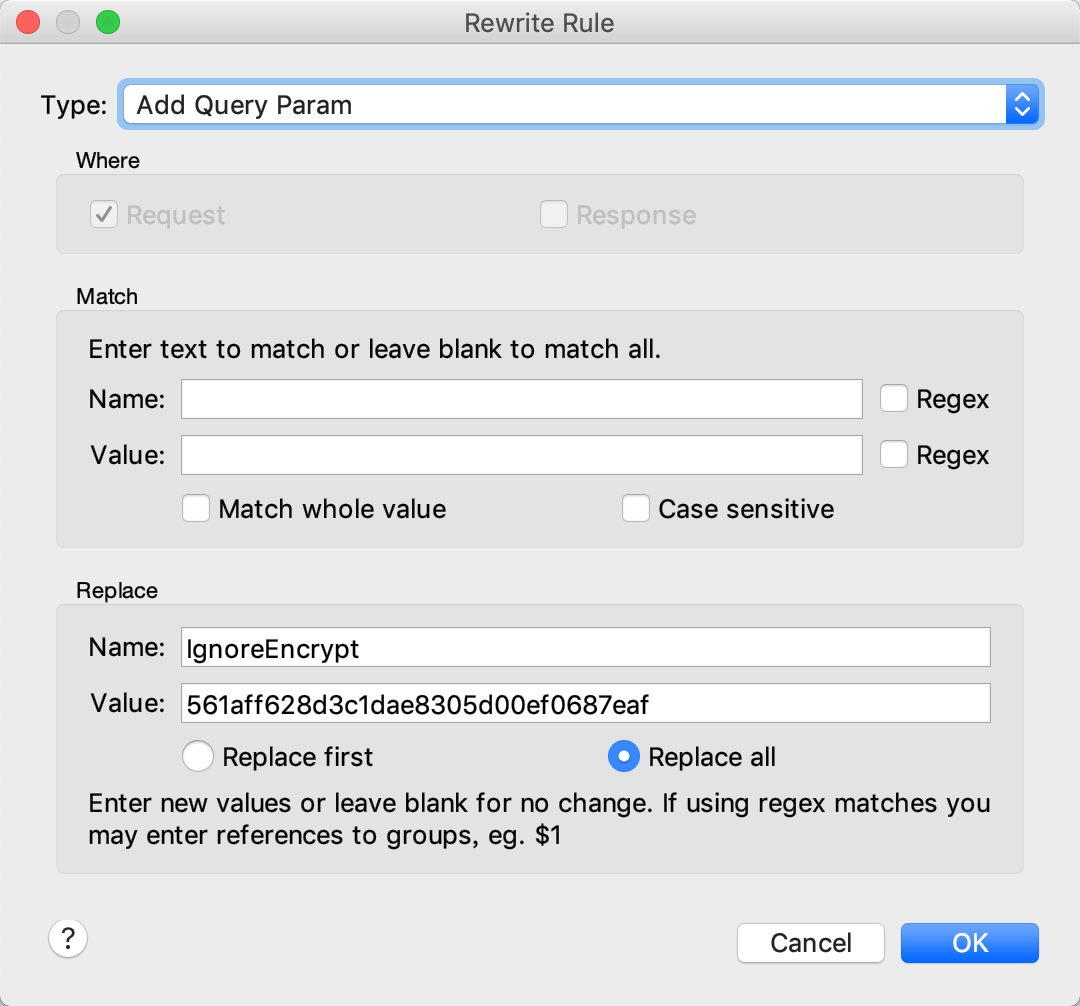 Rewrite Rule
Type: Add Query Param
Where
Request Response
Match
Enter text to match or leave blank to match all.
Name: Regex
Value: Regex
Match whole value Case sensitive
Replace
Name: IgnoreEncrypt
Value: 561aff628d3c1dae8305d00ef0687eaf
Replace first Replace all
Enter new values or leave blank for no change. If using regex matches you
may enter references to groups, eg. $1
? Cancel OK